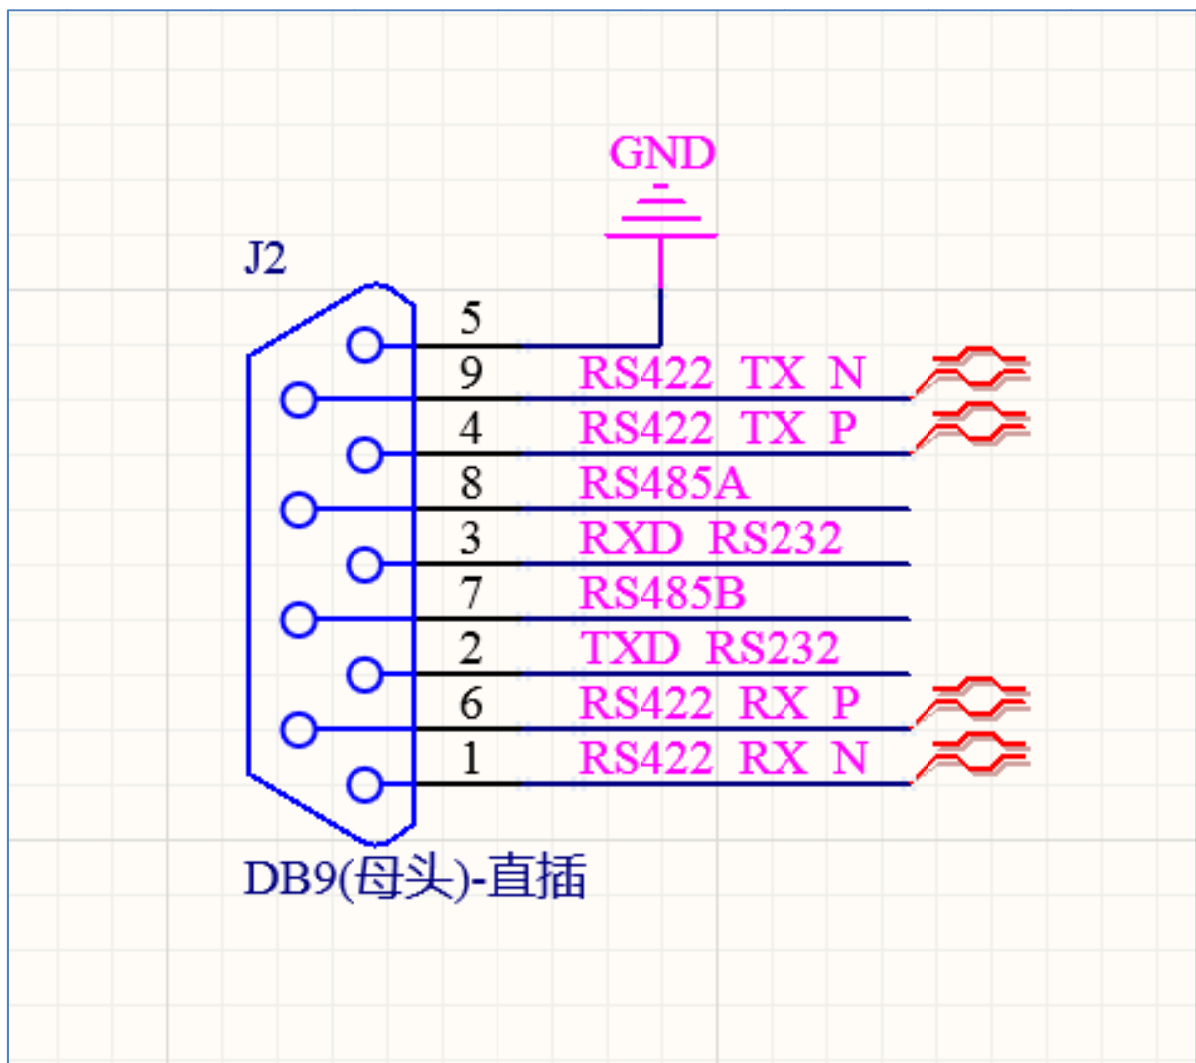 GND
J2
5
9 RS422 TX N
4 RS422 TX P
8 RS485A
3 RXD RS232
7 RS485B
2 TXD RS232
6 RS422 RX P
1 RS422 RX N
DB9(母头)-直插